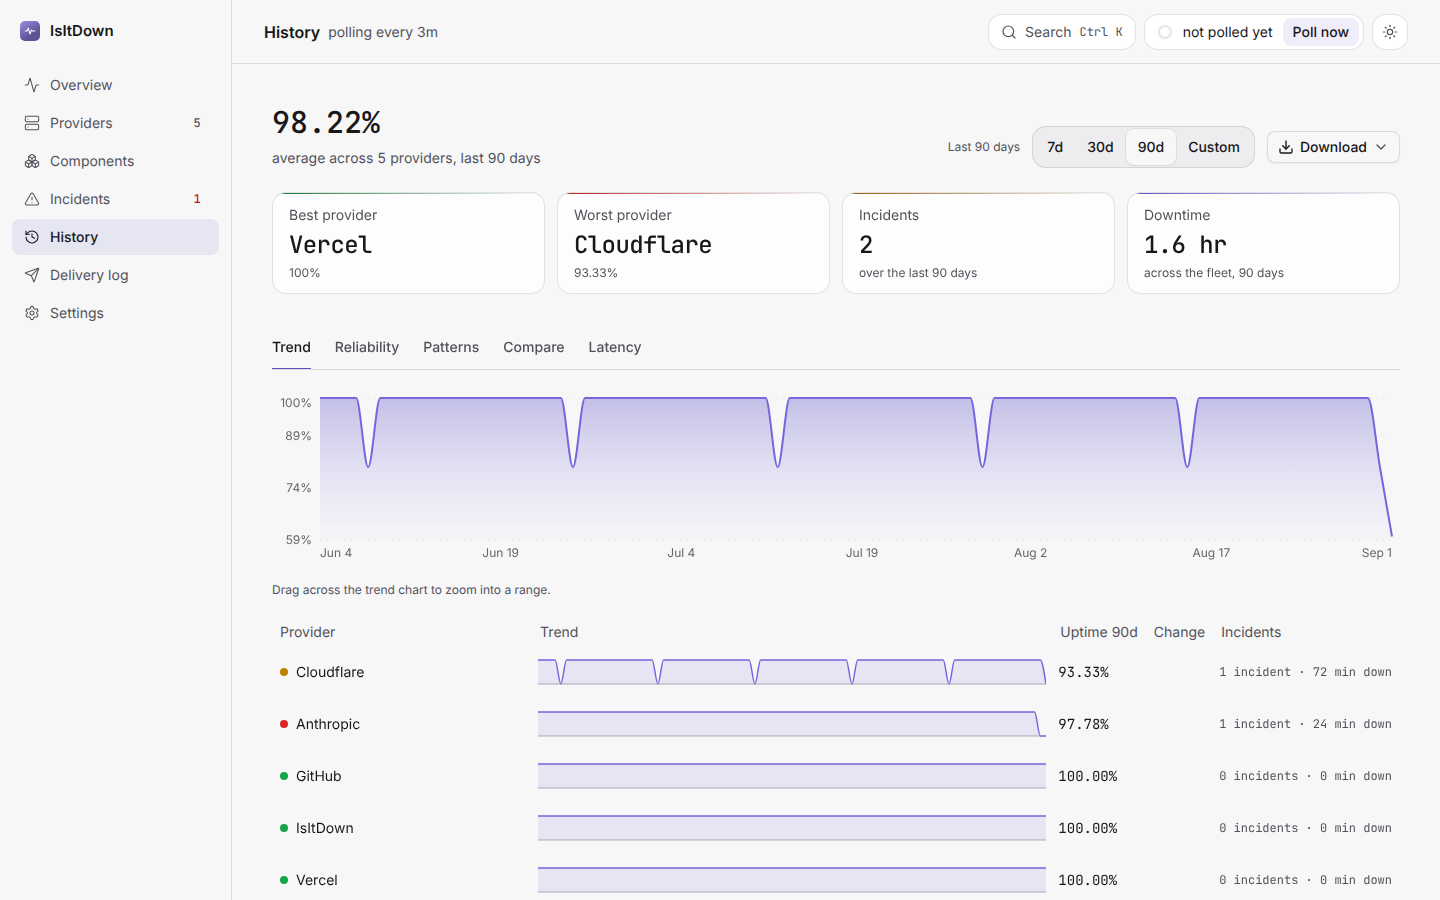 IsItDown
Overview
Providers 5
Components
Incidents 1
History
Delivery log
Settings
History polling every 3m
Search Ctrl K
not polled yet Poll now
98.22%
average across 5 providers, last 90 days
Last 90 days 7d 30d 90d Custom Download
Best provider
Vercel
100%
Worst provider
Cloudflare
93.33%
Incidents
2
over the last 90 days
Downtime
1.6 hr
across the fleet, 90 days
Trend Reliability Patterns Compare Latency
100%
89%
74%
59%
Jun 4 Jun 19 Jul 4 Jul 19 Aug 2 Aug 17 Sep 1
Drag across the trend chart to zoom into a range.
Provider Trend Uptime 90d Change Incidents
Cloudflare 93.33% 1 incident · 72 min down
Anthropic 97.78% 1 incident · 24 min down
GitHub 100.00% 0 incidents · 0 min down
IsItDown 100.00% 0 incidents · 0 min down
Vercel 100.00% 0 incidents · 0 min down